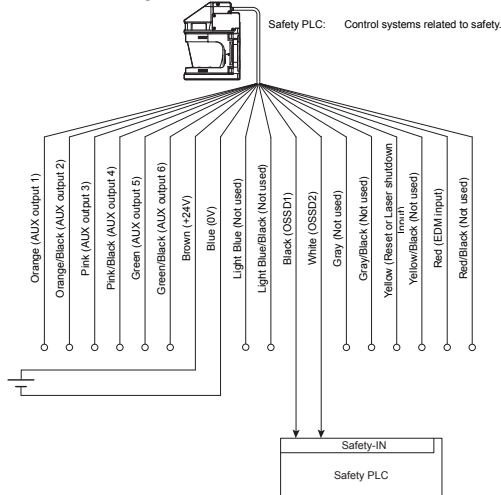 Safety PLC: Control systems related to safety.
Orange (AUX output 1)
Orange/Black (AUX output 2)
Pink (AUX output 3)
Pink/Black (AUX output 4)
Green (AUX output 5)
Green/Black (AUX output 6)
Brown (+24V)
Blue (0V)
Light Blue (Not used)
Light Blue/Black (Not used)
Black (OSSD1)
White (OSSD2)
Gray (Not used)
Gray/Black (Not used)
Yellow (Reset or Laser shutdown
Input)
Yellow/Black (Not used)
Red (EDM input)
Red/Black (Not used)
Safety-IN
Safety PLC